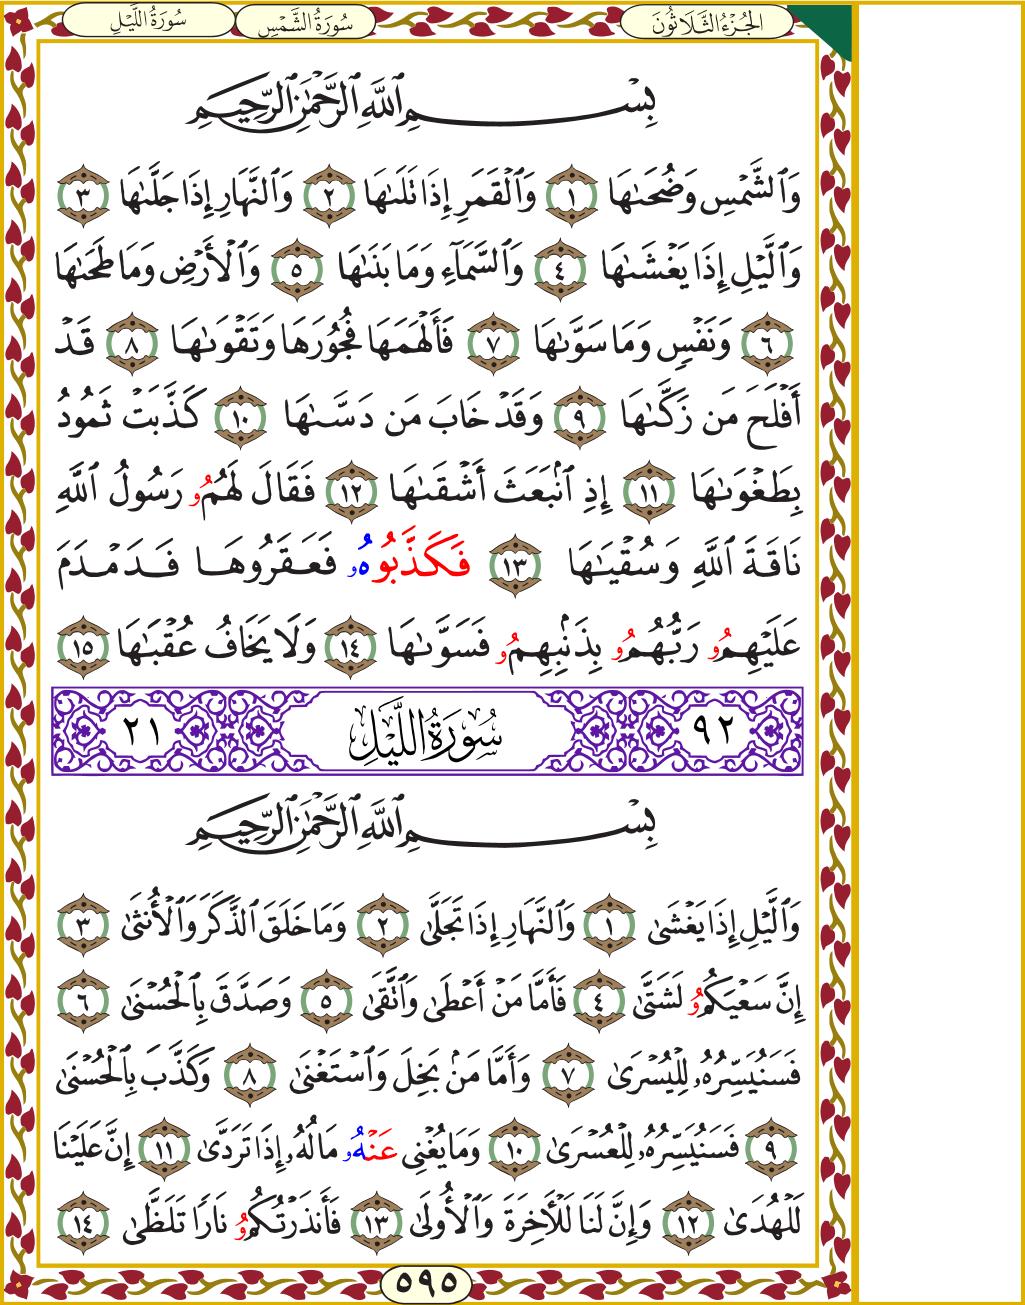 الجُزْءُ الثَّلَاثُونَ سُورَةُ الشَّمْسِ سُورَةُ اللَّيْلِ
بِسْمِ ٱللَّهِ ٱلرَّحْمَٰنِ ٱلرَّحِيمِ
وَٱلشَّمْسِ وَضُحَىٰهَا ١ وَٱلْقَمَرِ إِذَا تَلَىٰهَا ٢ وَٱلنَّهَارِ إِذَا جَلَّىٰهَا ٣
وَٱلَّيْلِ إِذَا يَغْشَىٰهَا ٤ وَٱلسَّمَآءِ وَمَا بَنَىٰهَا ٥ وَٱلْأَرْضِ وَمَا طَحَىٰهَا
٦ وَنَفْسٍ وَمَا سَوَّىٰهَا ٧ فَأَلْهَمَهَا فُجُورَهَا وَتَقْوَىٰهَا ٨ قَدْ
أَفْلَحَ مَن زَكَّىٰهَا ٩ وَقَدْ خَابَ مَن دَسَّىٰهَا ١٠ كَذَّبَتْ ثَمُودُ
بِطَغْوَىٰهَا ١١ إِذِ ٱنۢبَعَثَ أَشْقَىٰهَا ١٢ فَقَالَ لَهُمُۥ رَسُولُ ٱللَّهِ
نَاقَةَ ٱللَّهِ وَسُقْيَٰهَا ١٣ فَكَذَّبُوهُۥ فَعَقَرُوهَا فَدَمْدَمَ
عَلَيْهِمُۥ رَبُّهُمُۥ بِذَنۢبِهِمُۥ فَسَوَّىٰهَا ١٤ وَلَا يَخَافُ عُقْبَٰهَا ١٥
٩٢ سُورَةُ اللَّيْلِ ٢١
بِسْمِ ٱللَّهِ ٱلرَّحْمَٰنِ ٱلرَّحِيمِ
وَٱلَّيْلِ إِذَا يَغْشَىٰ ١ وَٱلنَّهَارِ إِذَا تَجَلَّىٰ ٢ وَمَا خَلَقَ ٱلذَّكَرَ وَٱلْأُنثَىٰ ٣
إِنَّ سَعْيَكُمُۥ لَشَتَّىٰ ٤ فَأَمَّا مَنْ أَعْطَىٰ وَٱتَّقَىٰ ٥ وَصَدَّقَ بِٱلْحُسْنَىٰ ٦
فَسَنُيَسِّرُهُۥ لِلْيُسْرَىٰ ٧ وَأَمَّا مَنۢ بَخِلَ وَٱسْتَغْنَىٰ ٨ وَكَذَّبَ بِٱلْحُسْنَىٰ
٩ فَسَنُيَسِّرُهُۥ لِلْعُسْرَىٰ ١٠ وَمَا يُغْنِى عَنْهُۥ مَالُهُۥٓ إِذَا تَرَدَّىٰٓ ١١ إِنَّ عَلَيْنَا
لَلْهُدَىٰ ١٢ وَإِنَّ لَنَا لَلْأَخِرَةَ وَٱلْأُولَىٰ ١٣ فَأَنذَرْتُكُمُۥ نَارًا تَلَظَّىٰ ١٤
٥٩٥